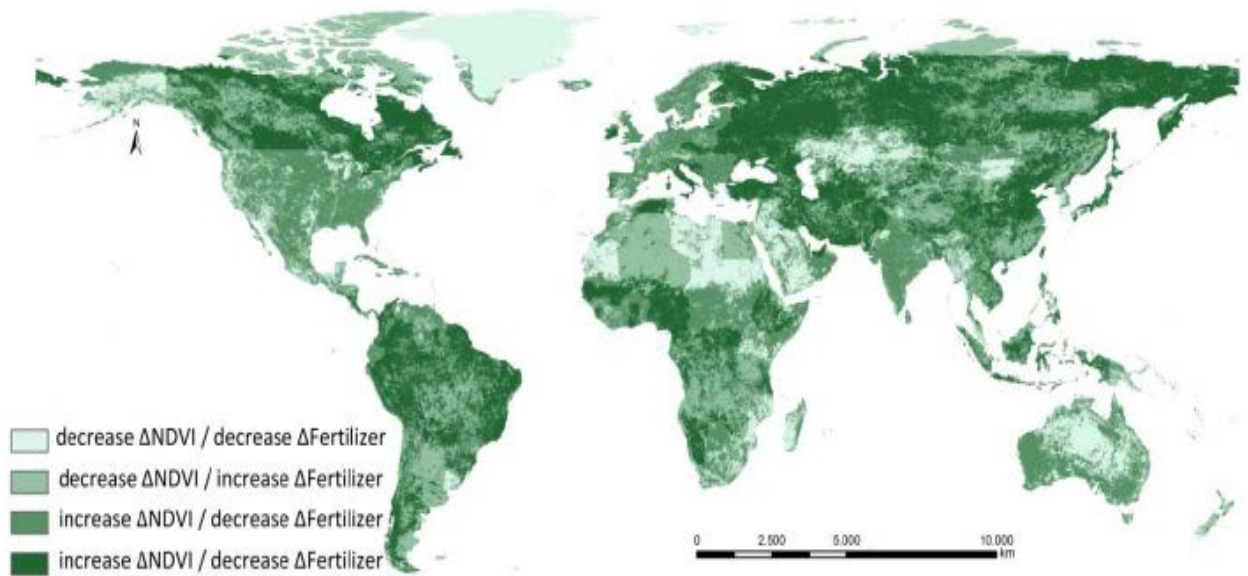 N
decrease ΔNDVI / decrease ΔFertilizer
decrease ΔNDVI / increase ΔFertilizer
increase ΔNDVI / decrease ΔFertilizer
increase ΔNDVI / decrease ΔFertilizer
0 2.500 5.000 10.000
km